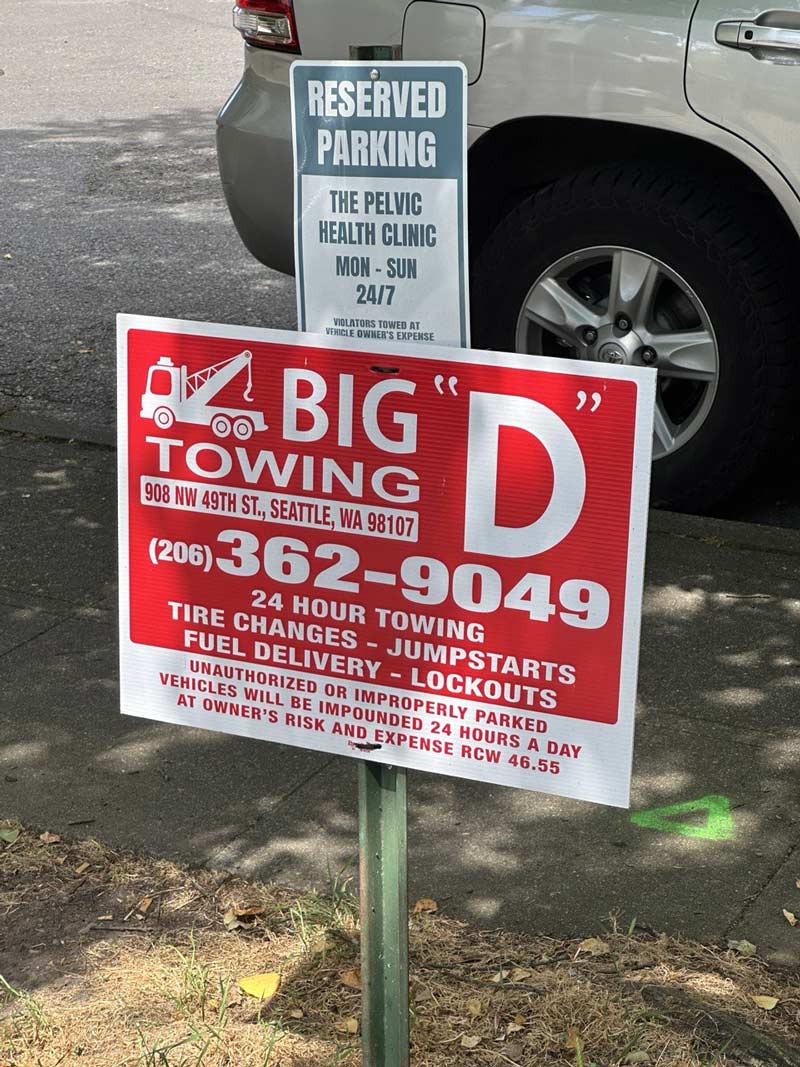 RESERVED
PARKING
THE PELVIC
HEALTH CLINIC
MON - SUN
24/7
VIOLATORS TOWED AT
VEHICLE OWNER'S EXPENSE
BIG "D"
TOWING
908 NW 49TH ST., SEATTLE, WA 98107
(206) 362-9049
24 HOUR TOWING
TIRE CHANGES - JUMPSTARTS
FUEL DELIVERY - LOCKOUTS
UNAUTHORIZED OR IMPROPERLY PARKED
VEHICLES WILL BE IMPOUNDED 24 HOURS A DAY
AT OWNER'S RISK AND EXPENSE RCW 46.55